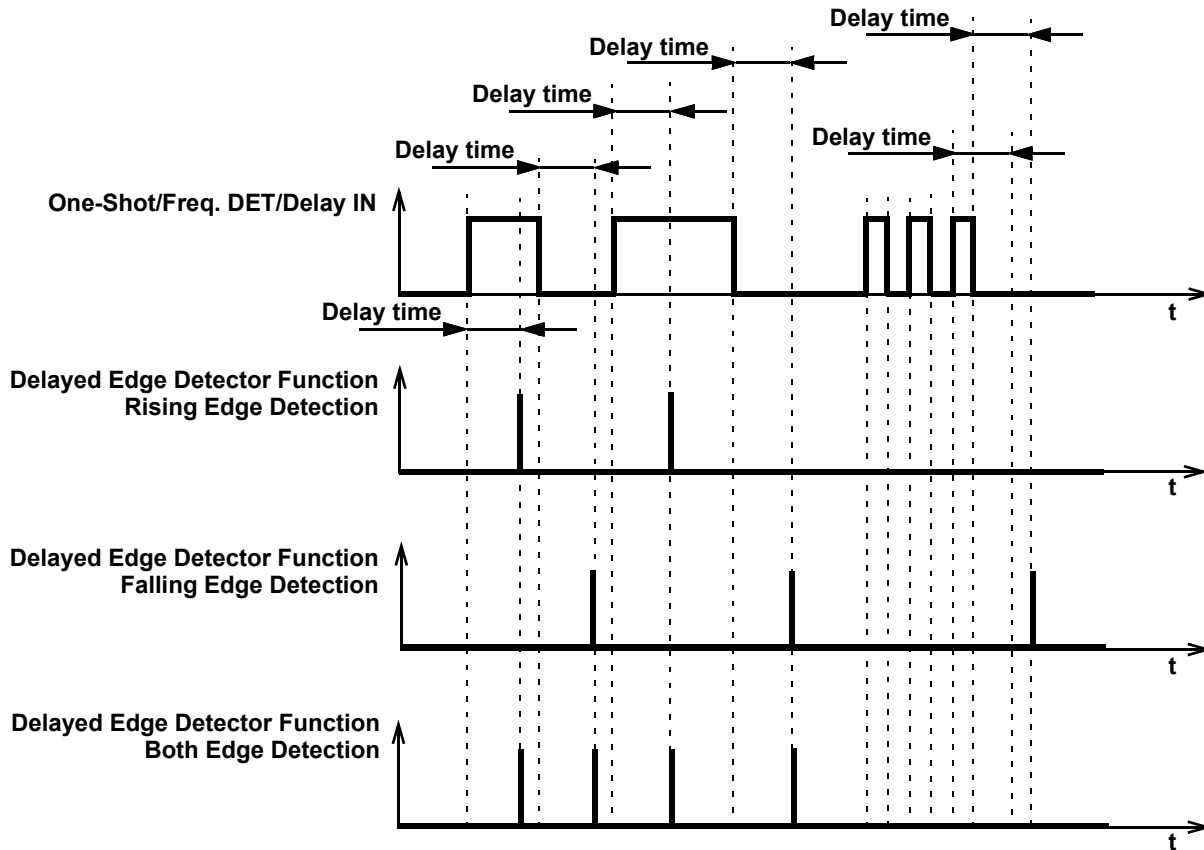 Delay time
Delay time
Delay time
Delay time
Delay time
One-Shot/Freq. DET/Delay IN
t
Delay time
Delayed Edge Detector Function
Rising Edge Detection
t
Delayed Edge Detector Function
Falling Edge Detection
t
Delayed Edge Detector Function
Both Edge Detection
t